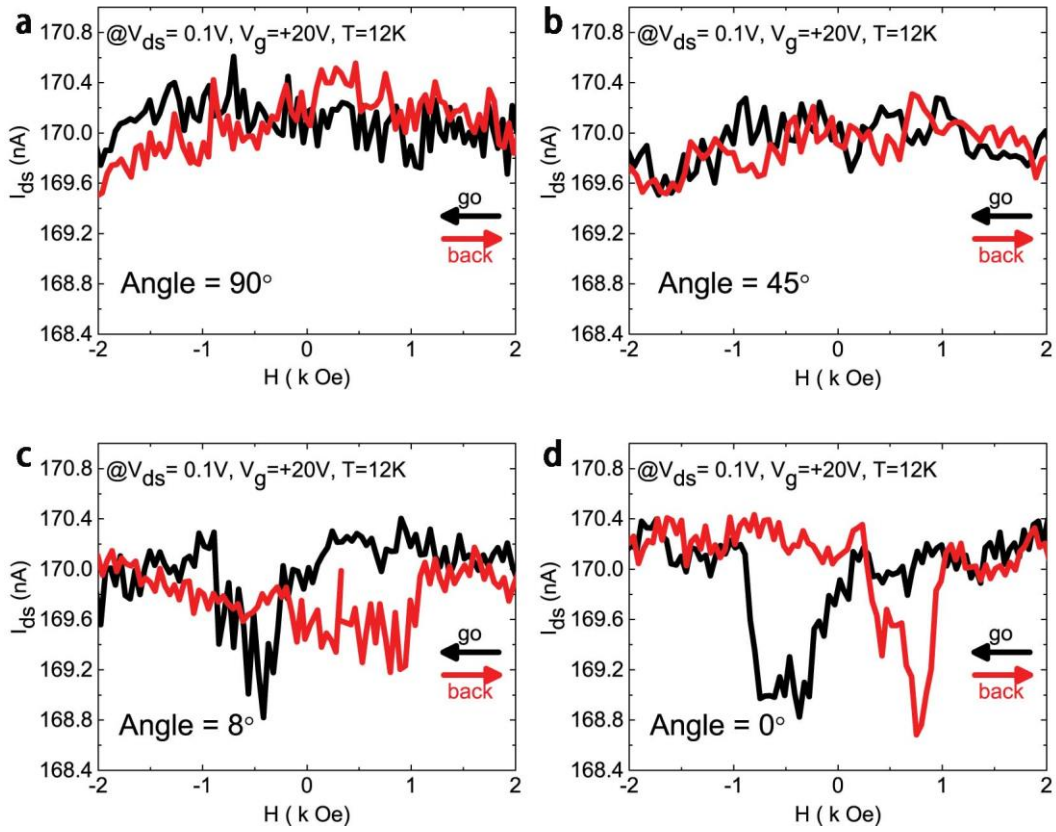 a
@Vds= 0.1V, Vg=+20V, T=12K
170.8
170.4
170.0
169.6
169.2
168.8
168.4
Ids (nA)
go
back
Angle = 90°
-2 -1 0 1 2
H ( k Oe)
b
@Vds= 0.1V, Vg=+20V, T=12K
170.8
170.4
170.0
169.6
169.2
168.8
168.4
Ids (nA)
go
back
Angle = 45°
-2 -1 0 1 2
H ( k Oe)
c
@Vds= 0.1V, Vg=+20V, T=12K
170.8
170.4
170.0
169.6
169.2
168.8
168.4
Ids (nA)
go
back
Angle = 8°
-2 -1 0 1 2
H ( k Oe)
d
@Vds= 0.1V, Vg=+20V, T=12K
170.8
170.4
170.0
169.6
169.2
168.8
168.4
Ids (nA)
go
back
Angle = 0°
-2 -1 0 1 2
H ( k Oe)